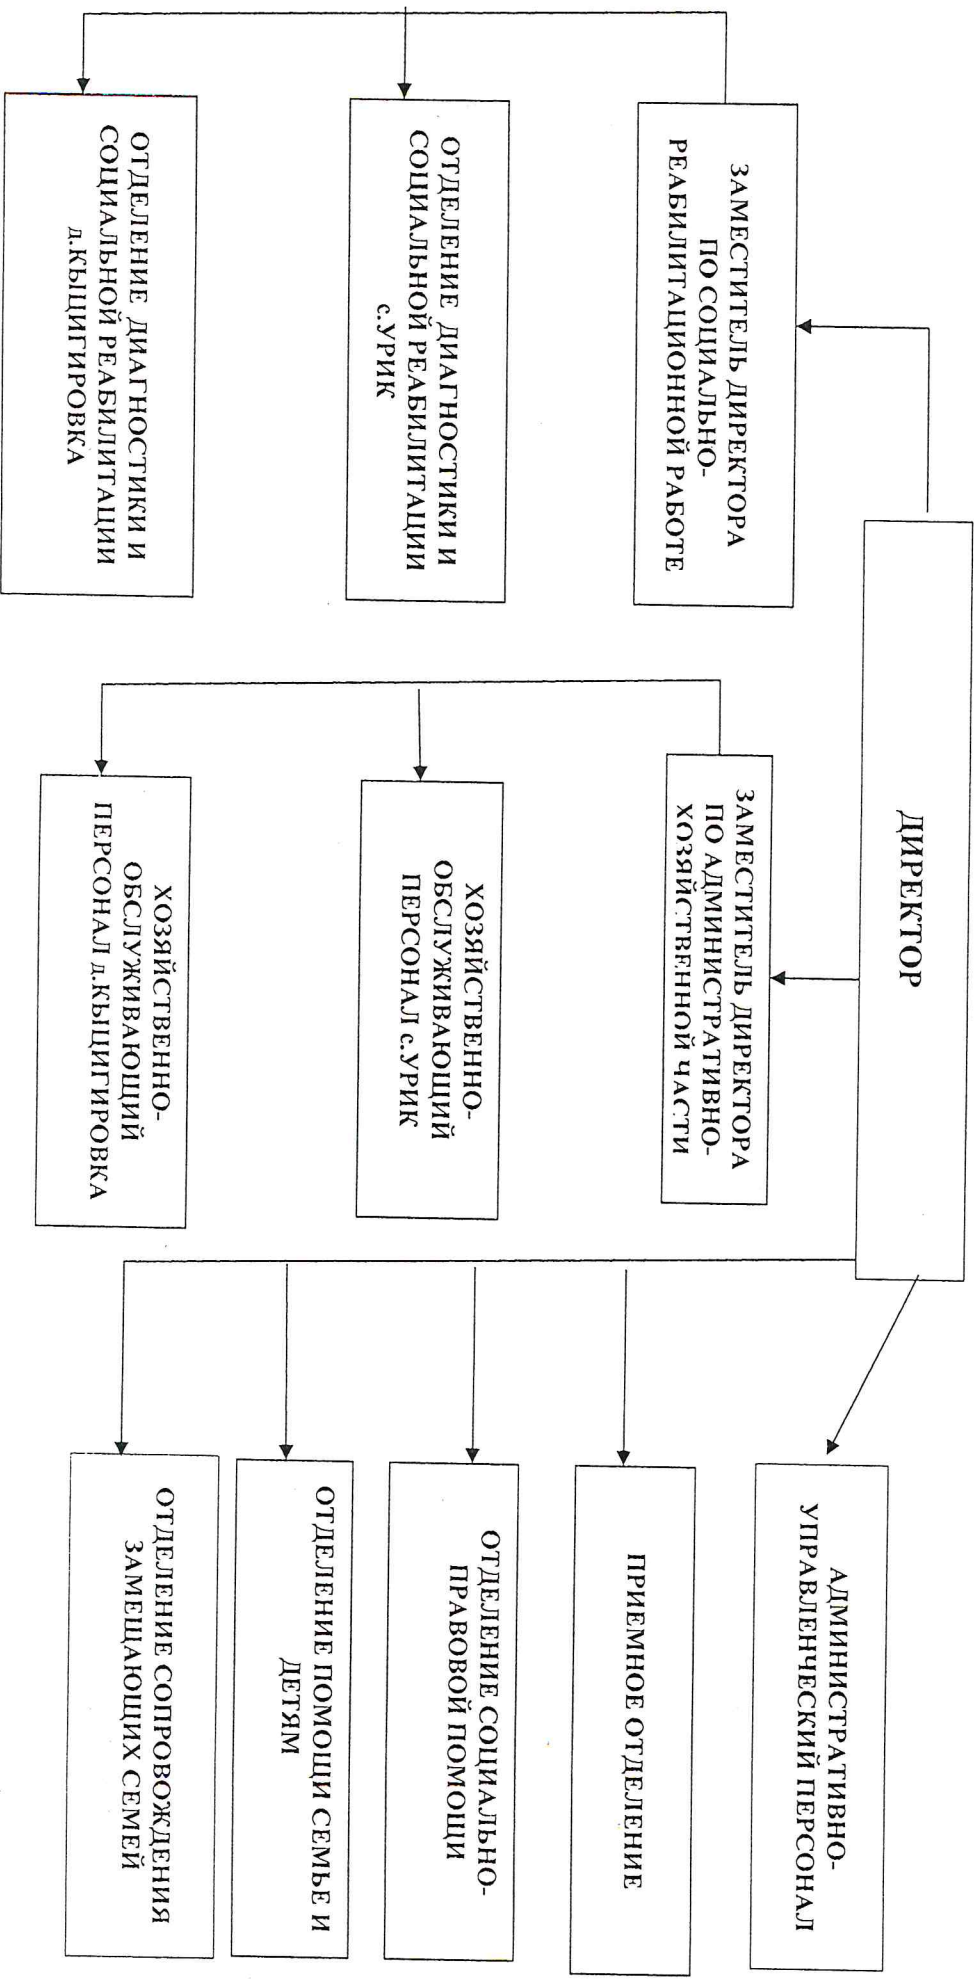 ДИРЕКТОР
ЗАМЕСТИТЕЛЬ ДИРЕКТОРА
ПО СОЦИАЛЬНО-
РЕАБИЛИТАЦИОННОЙ РАБОТЕ
ОТДЕЛЕНИЕ ДИАГНОСТИКИ И
СОЦИАЛЬНОЙ РЕАБИЛИТАЦИИ
с.УРИК
ОТДЕЛЕНИЕ ДИАГНОСТИКИ И
СОЦИАЛЬНОЙ РЕАБИЛИТАЦИИ
д.КЫЦИГИРОВКА
ЗАМЕСТИТЕЛЬ ДИРЕКТОРА
ПО АДМИНИСТРАТИВНО-
ХОЗЯЙСТВЕННОЙ ЧАСТИ
ХОЗЯЙСТВЕННО-
ОБСЛУЖИВАЮЩИЙ
ПЕРСОНАЛ с.УРИК
ХОЗЯЙСТВЕННО-
ОБСЛУЖИВАЮЩИЙ
ПЕРСОНАЛ д.КЫЦИГИРОВКА
АДМИНИСТРАТИВНО-
УПРАВЛЕНЧЕСКИЙ ПЕРСОНАЛ
ПРИЕМНОЕ ОТДЕЛЕНИЕ
ОТДЕЛЕНИЕ СОЦИАЛЬНО-
ПРАВОВОЙ ПОМОЩИ
ОТДЕЛЕНИЕ ПОМОЩИ СЕМЬЕ И
ДЕТЯМ
ОТДЕЛЕНИЕ СОПРОВОЖДЕНИЯ
ЗАМЕЩАЮЩИХ СЕМЕЙ